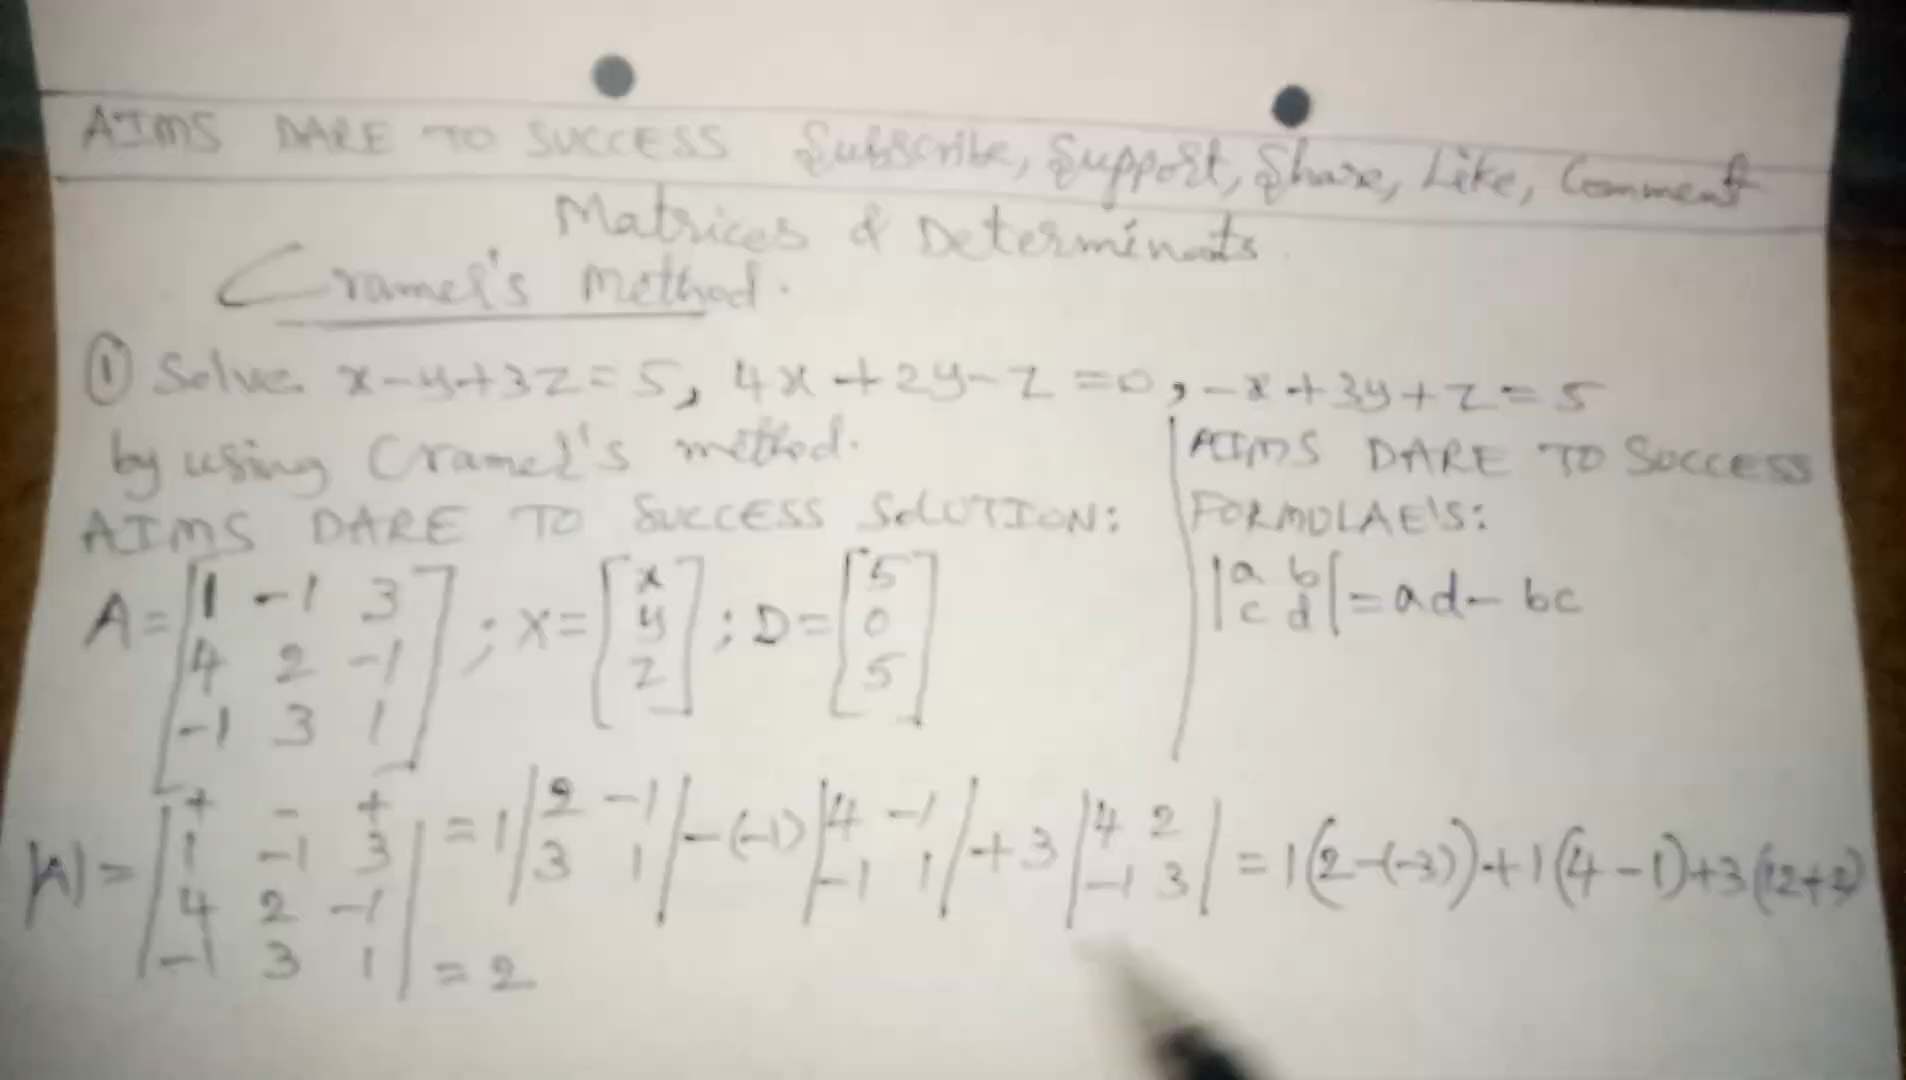 AIMS DARE TO SUCCESS Subscribe, Support, Share, Like, Comment
Matrices & Determinats.
Cramer's method.
① Solve x-y+3z=5, 4x+2y-z=0, -x+3y+z=5
by using Cramer's method.
AIMS DARE TO SUCCESS SOLUTION:
A=[1 -1 3
4 2 -1
-1 3 1]; X=[x
y
z]; D=[5
0
5]
AIMS DARE TO SUCCESS
FORMULAE'S:
|a b
c d|=ad-bc
+ - +
|A|=|1 -1 3
4 2 -1
-1 3 1|=1|2 -1
3 1|-(-1)|4 -1
-1 1|+3|4 2
-1 3|=1(2-(-3))+1(4-1)+3(12+2)
=2